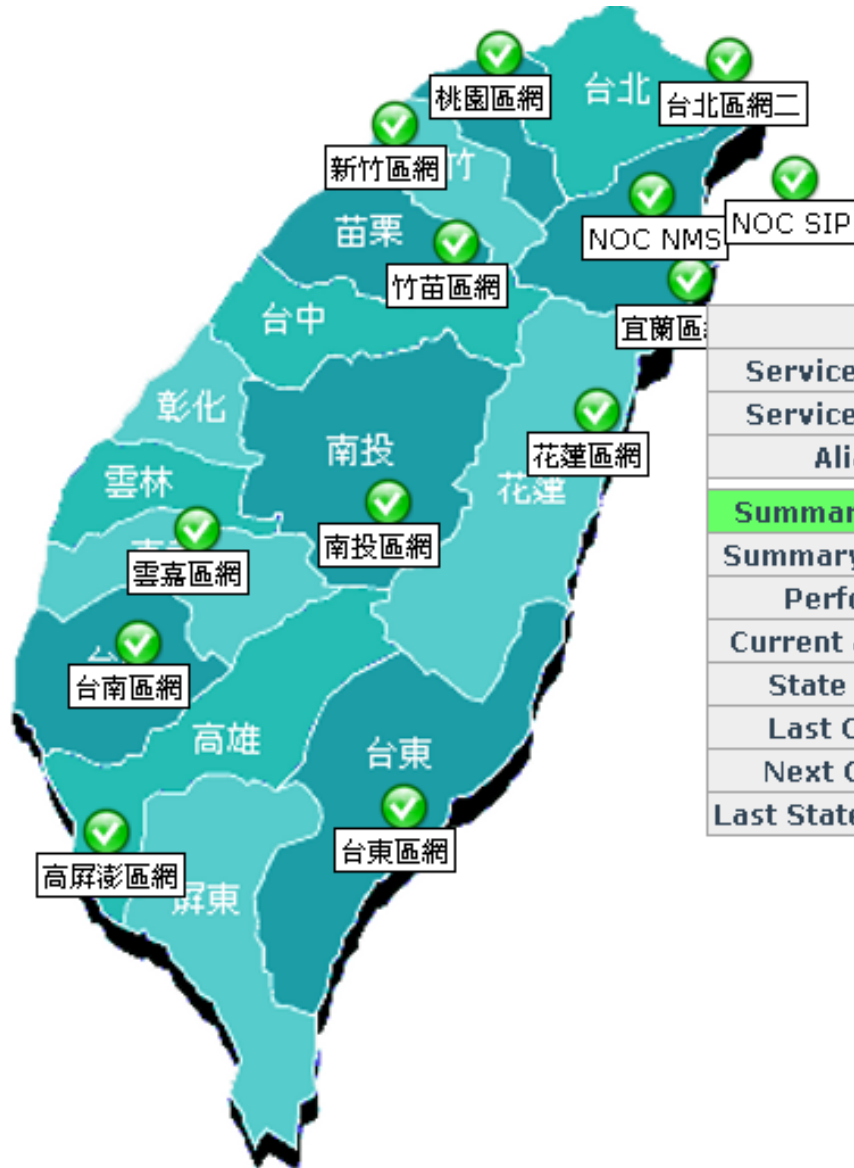 桃園區網
台北
台北區網二
新竹區網
竹
NOC NMS
NOC SIP
苗栗
竹苗區網
宜蘭區
台中
Service
Service
彰化
花蓮區網
南投
Ali
雲林
花蓮
南投區網
Summar
雲嘉區網
Summary
Perfo
Current
台南區網
State
高雄
台東
Last C
Next C
Last State
高屏澎區網
台東區網
屏東